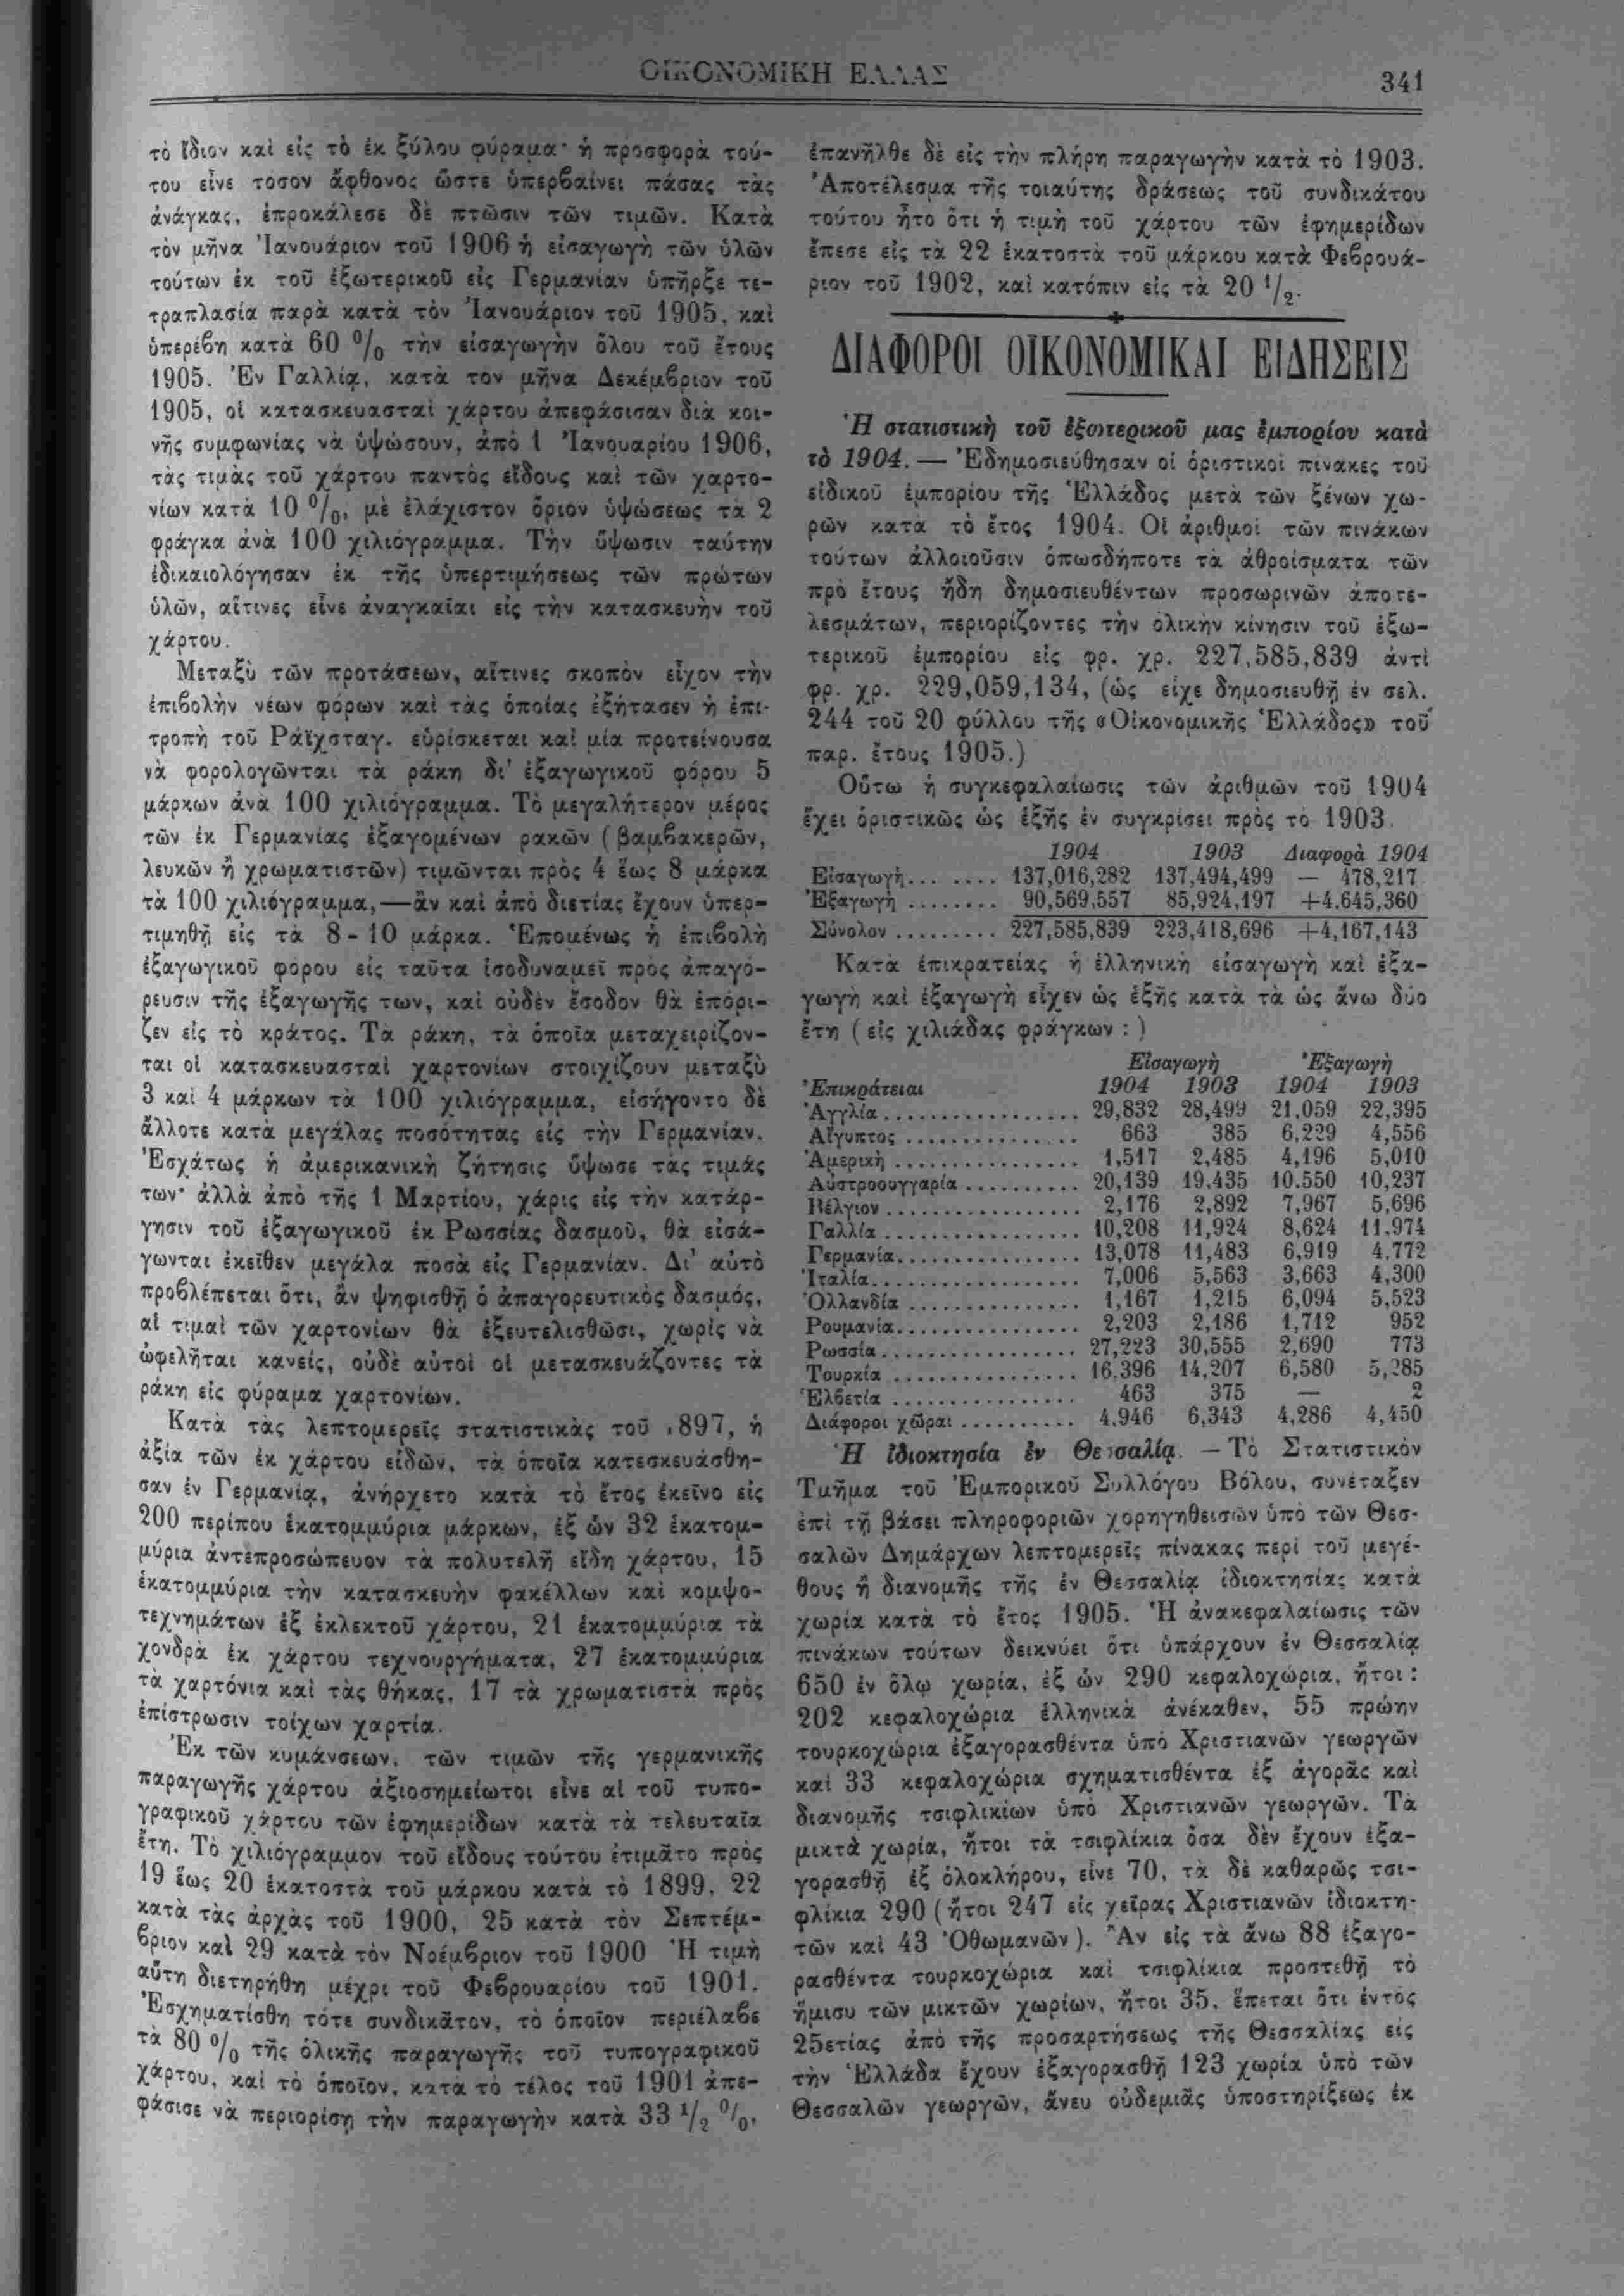 ΟΙΚΟΝΟΜΙΚΗ ΕΛΛΑΣ
341
τὸ ἴδιον καὶ εἰς τὸ ἐκ ξύλου φύραμα· ἡ προσφορὰ τού-
του εἶνε τοσον ἄφθονος ὥστε ὑπερβαίνει πάσας τὰς
ἀνάγκας, ἐπροκάλεσε δὲ πτῶσιν τῶν τιμῶν. Κατὰ
τὸν μῆνα Ἰανουάριον τοῦ 1906 ἡ εἰσαγωγὴ τῶν ὑλῶν
τούτων ἐκ τοῦ ἐξωτερικοῦ εἰς Γερμανίαν ὑπῆρξε τε-
τραπλασία παρὰ κατὰ τὸν Ἰανουάριον τοῦ 1905, καὶ
ὑπερέβη κατὰ 60 % τὴν εἰσαγωγὴν ὅλου τοῦ ἔτους
1905. Ἐν Γαλλίᾳ, κατὰ τὸν μῆνα Δεκέμβριον τοῦ
1905, οἱ κατασκευασταὶ χάρτου ἀπεφάσισαν διὰ κοι-
νῆς συμφωνίας νὰ ὑψώσουν, ἀπὸ 1 Ἰανουαρίου 1906,
τὰς τιμὰς τοῦ χάρτου παντὸς εἴδους καὶ τῶν χαρτο-
νίων κατὰ 10 %, μὲ ἐλάχιστον ὅριον ὑψώσεως τὰ 2
φράγκα ἀνὰ 100 χιλιόγραμμα. Τὴν ὕψωσιν ταύτην
ἐδικαιολόγησαν ἐκ τῆς ὑπερτιμήσεως τῶν πρώτων
ὑλῶν, αἵτινες εἶνε ἀναγκαῖαι εἰς τὴν κατασκευὴν τοῦ
χάρτου.
Μεταξὺ τῶν προτάσεων, αἵτινες σκοπὸν εἶχον τὴν
ἐπιβολὴν νέων φόρων καὶ τὰς ὁποίας ἐξήτασεν ἡ ἐπι-
τροπὴ τοῦ Ράϊχσταγ. εὑρίσκεται καὶ μία προτείνουσα
νὰ φορολογῶνται τὰ ράκη δι' ἐξαγωγικοῦ φόρου 5
μάρκων ἀνὰ 100 χιλιόγραμμα. Τὸ μεγαλήτερον μέρος
τῶν ἐκ Γερμανίας ἐξαγομένων ρακῶν (βαμβακερῶν,
λευκῶν ἢ χρωματιστῶν) τιμῶνται πρὸς 4 ἕως 8 μάρκα
τὰ 100 χιλιόγραμμα,—ἂν καὶ ἀπὸ διετίας ἔχουν ὑπερ-
τιμηθῆ εἰς τὰ 8-10 μάρκα. Ἑπομένως ἡ ἐπιβολὴ
ἐξαγωγικοῦ φόρου εἰς ταῦτα ἰσοδυναμεῖ πρὸς ἀπαγό-
ρευσιν τῆς ἐξαγωγῆς των, καὶ οὐδὲν ἔσοδον θὰ ἐπόρι-
ζεν εἰς τὸ κράτος. Τὰ ράκη, τὰ ὁποῖα μεταχειρίζον-
ται οἱ κατασκευασταὶ χαρτονίων στοιχίζουν μεταξὺ
3 καὶ 4 μάρκων τὰ 100 χιλιόγραμμα, εἰσήγοντο δὲ
ἄλλοτε κατὰ μεγάλας ποσότητας εἰς τὴν Γερμανίαν.
Ἐσχάτως ἡ ἀμερικανικὴ ζήτησις ὕψωσε τὰς τιμάς
των· ἀλλὰ ἀπὸ τῆς 1 Μαρτίου, χάρις εἰς τὴν κατάρ-
γησιν τοῦ ἐξαγωγικοῦ ἐκ Ρωσσίας δασμοῦ, θὰ εἰσά-
γωνται ἐκεῖθεν μεγάλα ποσὰ εἰς Γερμανίαν. Δι' αὐτὸ
προβλέπεται ὅτι, ἂν ψηφισθῇ ὁ ἀπαγορευτικὸς δασμός,
αἱ τιμαὶ τῶν χαρτονίων θὰ ἐξευτελισθῶσι, χωρὶς νὰ
ὠφελῆται κανείς, οὐδὲ αὐτοὶ οἱ μετασκευάζοντες τὰ
ράκη εἰς φύραμα χαρτονίων.
Κατὰ τὰς λεπτομερεῖς στατιστικὰς τοῦ 1897, ἡ
ἀξία τῶν ἐκ χάρτου εἰδῶν, τὰ ὁποῖα κατεσκευάσθη-
σαν ἐν Γερμανίᾳ, ἀνήρχετο κατὰ τὸ ἔτος ἐκεῖνο εἰς
200 περίπου ἑκατομμύρια μάρκων, ἐξ ὧν 32 ἑκατομ-
μύρια ἀντεπροσώπευον τὰ πολυτελῆ εἴδη χάρτου, 15
ἑκατομμύρια τὴν κατασκευὴν φακέλλων καὶ κομψο-
τεχνημάτων ἐξ ἐκλεκτοῦ χάρτου, 21 ἑκατομμύρια τὰ
χονδρὰ ἐκ χάρτου τεχνουργήματα, 27 ἑκατομμύρια
τὰ χαρτόνια καὶ τὰς θήκας, 17 τὰ χρωματιστὰ πρὸς
ἐπίστρωσιν τοίχων χαρτία.
Ἐκ τῶν κυμάνσεων, τῶν τιμῶν τῆς γερμανικῆς
παραγωγῆς χάρτου ἀξιοσημείωτοι εἶνε αἱ τοῦ τυπο-
γραφικοῦ χάρτου τῶν ἐφημερίδων κατὰ τὰ τελευταῖα
ἔτη. Τὸ χιλιόγραμμον τοῦ εἴδους τούτου ἐτιμᾶτο πρὸς
19 ἕως 20 ἑκατοστὰ τοῦ μάρκου κατὰ τὸ 1899, 22
κατὰ τὰς ἀρχὰς τοῦ 1900, 25 κατὰ τὸν Σεπτέμ-
βριον καὶ 29 κατὰ τὸν Νοέμβριον τοῦ 1900 Ἡ τιμὴ
αὕτη διετηρήθη μέχρι τοῦ Φεβρουαρίου τοῦ 1901.
Ἐσχηματίσθη τότε συνδικᾶτον, τὸ ὁποῖον περιέλαβε
τὰ 80 % τῆς ὁλικῆς παραγωγῆς τοῦ τυπογραφικοῦ
χάρτου, καὶ τὸ ὁποῖον, κατὰ τὸ τέλος τοῦ 1901 ἀπε-
φάσισε νὰ περιορίσῃ τὴν παραγωγὴν κατὰ 33 1/2 %,
ἐπανῆλθε δὲ εἰς τὴν πλήρη παραγωγὴν κατὰ τὸ 1903.
Ἀποτέλεσμα τῆς τοιαύτης δράσεως τοῦ συνδικάτου
τούτου ἦτο ὅτι ἡ τιμὴ τοῦ χάρτου τῶν ἐφημερίδων
ἔπεσε εἰς τὰ 22 ἑκατοστὰ τοῦ μάρκου κατὰ Φεβρουά-
ριον τοῦ 1902, καὶ κατόπιν εἰς τὰ 20 1/2.
ΔΙΑΦΟΡΟΙ ΟΙΚΟΝΟΜΙΚΑΙ ΕΙΔΗΣΕΙΣ
Ἡ στατιστικὴ τοῦ ἐξωτερικοῦ μας ἐμπορίου κατὰ
τὸ 1904.— Ἐδημοσιεύθησαν οἱ ὁριστικοὶ πίνακες τοῦ
εἰδικοῦ ἐμπορίου τῆς Ἑλλάδος μετὰ τῶν ξένων χω-
ρῶν κατὰ τὸ ἔτος 1904. Οἱ ἀριθμοὶ τῶν πινάκων
τούτων ἀλλοιοῦσιν ὁπωσδήποτε τὰ ἀθροίσματα τῶν
πρὸ ἔτους ἤδη δημοσιευθέντων προσωρινῶν ἀποτε-
λεσμάτων, περιορίζοντες τὴν ὁλικὴν κίνησιν τοῦ ἐξω-
τερικοῦ ἐμπορίου εἰς φρ. χρ. 227,585,839 ἀντὶ
φρ. χρ. 229,059,134, (ὡς εἶχε δημοσιευθῆ ἐν σελ.
244 τοῦ 20 φύλλου τῆς «Οἰκονομικῆς Ἑλλάδος» τοῦ
παρ. ἔτους 1905.)
Οὕτω ἡ συγκεφαλαίωσις τῶν ἀριθμῶν τοῦ 1904
ἔχει ὁριστικῶς ὡς ἑξῆς ἐν συγκρίσει πρὸς τὸ 1903.
1904 1903 Διαφορὰ 1904
Εἰσαγωγὴ........ 137,016,282 137,494,499 — 478,217
Ἐξαγωγὴ ........ 90,569,557 85,924,197 +4.645,360
Σύνολον ......... 227,585,839 223,418,696 +4,167,143
Κατὰ ἐπικρατείας ἡ ἑλληνικὴ εἰσαγωγὴ καὶ ἐξα-
γωγὴ καὶ ἐξαγωγὴ εἶχεν ὡς ἑξῆς κατὰ τὰ ὡς ἄνω δύο
ἔτη (εἰς χιλιάδας φράγκων : )
Εἰσαγωγὴ Ἐξαγωγὴ
Ἐπικράτειαι 1904 1903 1904 1903
Ἀγγλία................. 29,832 28,499 21.059 22,395
Αἴγυπτος ............... 663 385 6,229 4,556
Ἀμερικὴ ................ 1,517 2,485 4,196 5,010
Αὐστροουγγαρία .......... 20,139 19,435 10.550 10,237
Βέλγιον ................. 2,176 2,892 7,967 5,696
Γαλλία................. 10,208 11,924 8,624 11,974
Γερμανία................ 13,078 11,483 6,919 4,772
Ἰταλία.................. 7,006 5,563 3,663 4,300
Ὁλλανδία ............... 1,167 1,215 6,094 5,523
Ρουμανία................ 2,203 2,186 1,712 952
Ρωσσία................. 27,223 30,555 2,690 773
Τουρκία ................ 16,396 14,207 6,580 5,285
Ἑλβετία ................ 463 375 — 2
Διάφοροι χῶραι .......... 4,946 6,343 4,286 4,450
Ἡ ἰδιοκτησία ἐν Θεσσαλίᾳ. — Τὸ Στατιστικὸν
Τμῆμα τοῦ Ἐμπορικοῦ Συλλόγου Βόλου, συνέταξεν
ἐπὶ τῇ βάσει πληροφοριῶν χορηγηθεισῶν ὑπὸ τῶν Θεσ-
σαλῶν Δημάρχων λεπτομερεῖς πίνακας περὶ τοῦ μεγέ-
θους ἢ διανομῆς τῆς ἐν Θεσσαλίᾳ ἰδιοκτησίας κατὰ
χωρία κατὰ τὸ ἔτος 1905. Ἡ ἀνακεφαλαίωσις τῶν
πινάκων τούτων δεικνύει ὅτι ὑπάρχουν ἐν Θεσσαλίᾳ
650 ἐν ὅλῳ χωρία, ἐξ ὧν 290 κεφαλοχώρια, ἤτοι:
202 κεφαλοχώρια ἑλληνικὰ ἀνέκαθεν, 55 πρώην
τουρκοχώρια ἐξαγορασθέντα ὑπὸ Χριστιανῶν γεωργῶν
καὶ 33 κεφαλοχώρια σχηματισθέντα ἐξ ἀγορᾶς καὶ
διανομῆς τσιφλικίων ὑπὸ Χριστιανῶν γεωργῶν. Τὰ
μικτὰ χωρία, ἤτοι τὰ τσιφλίκια ὅσα δὲν ἔχουν ἐξα-
γορασθῆ ἐξ ὁλοκλήρου, εἶνε 70, τὰ δὲ καθαρῶς τσι-
φλίκια 290 (ἤτοι 247 εἰς χεῖρας Χριστιανῶν ἰδιοκτη-
τῶν καὶ 43 Ὀθωμανῶν). Ἂν εἰς τὰ ἄνω 88 ἐξαγο-
ρασθέντα τουρκοχώρια καὶ τσιφλίκια προστεθῇ τὸ
ἥμισυ τῶν μικτῶν χωρίων, ἤτοι 35, ἕπεται ὅτι ἐντὸς
25ετίας ἀπὸ τῆς προσαρτήσεως τῆς Θεσσαλίας εἰς
τὴν Ἑλλάδα ἔχουν ἐξαγορασθῆ 123 χωρία ὑπὸ τῶν
Θεσσαλῶν γεωργῶν, ἄνευ οὐδεμιᾶς ὑποστηρίξεως ἐκ